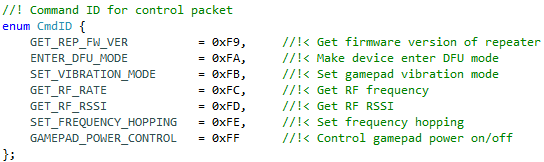 //! Command ID for control packet
enum CmdID {
GET_REP_FW_VER = 0xF9, //!< Get firmware version of repeater
ENTER_DFU_MODE = 0xFA, //!< Make device enter DFU mode
SET_VIBRATION_MODE = 0xFB, //!< Set gamepad vibration mode
GET_RF_RATE = 0xFC, //!< Get RF frequency
GET_RF_RSSI = 0xFD, //!< Get RF RSSI
SET_FREQUENCY_HOPPING = 0xFE, //!< Set frequency hopping
GAMEPAD_POWER_CONTROL = 0xFF //!< Control gamepad power on/off
};